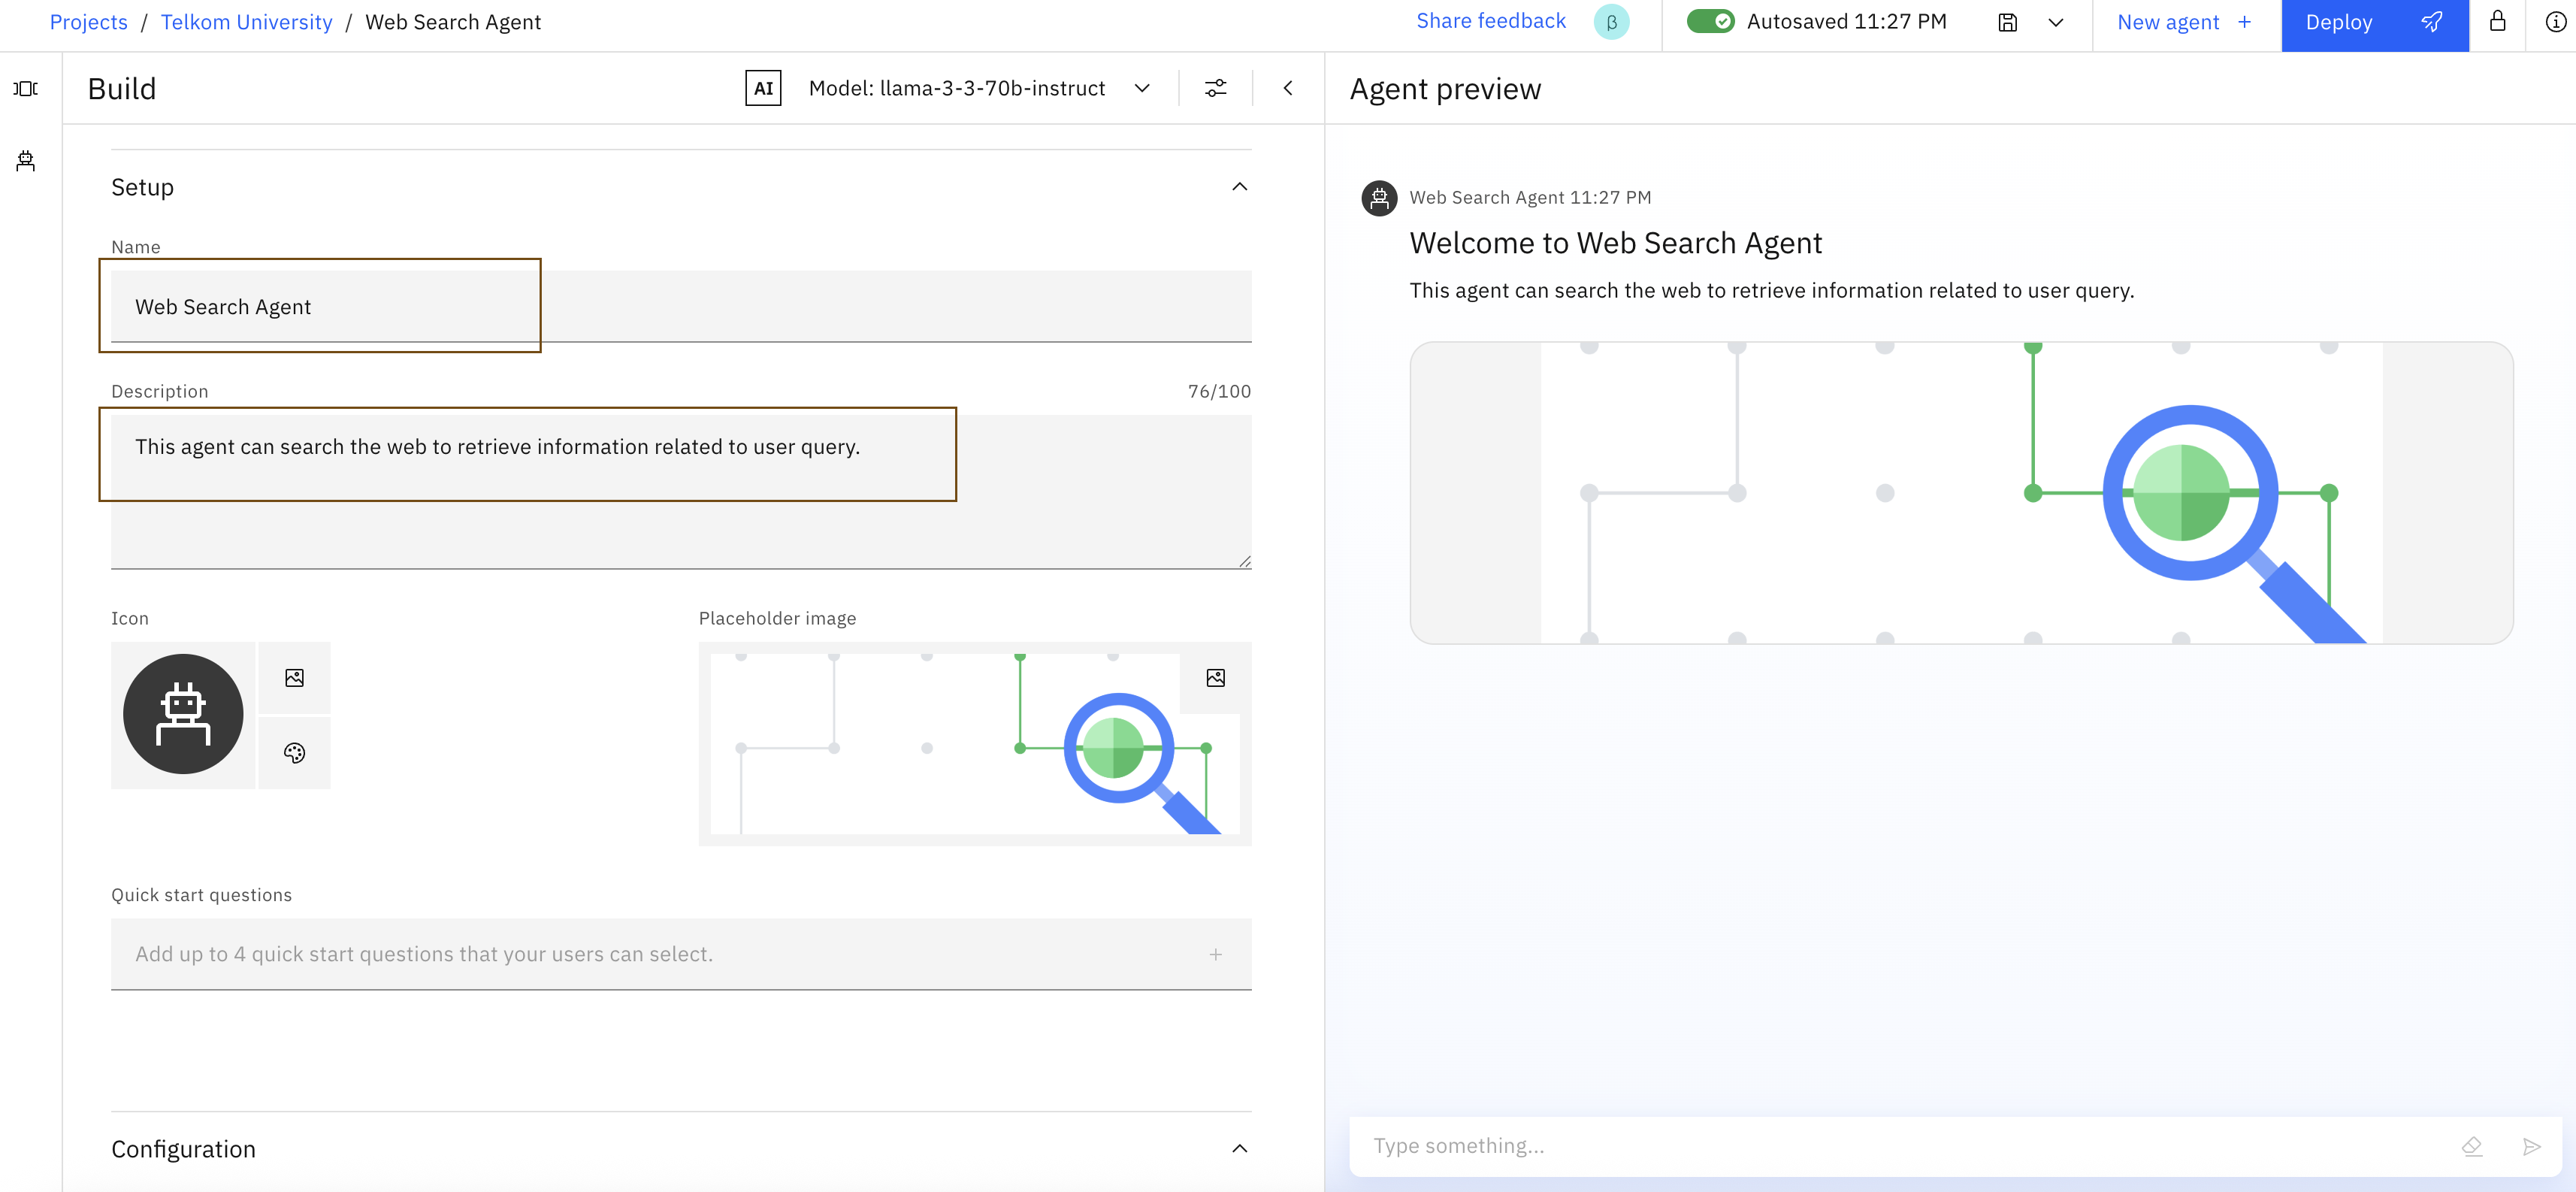 Projects / Telkom University / Web Search Agent
Share feedback β Autosaved 11:27 PM New agent + Deploy
Build
AI Model: llama-3-3-70b-instruct
Setup
Name
Web Search Agent
Description 76/100
This agent can search the web to retrieve information related to user query.
Icon
Placeholder image
Quick start questions
Add up to 4 quick start questions that your users can select.
Configuration
Agent preview
Web Search Agent 11:27 PM
Welcome to Web Search Agent
This agent can search the web to retrieve information related to user query.
Type something...